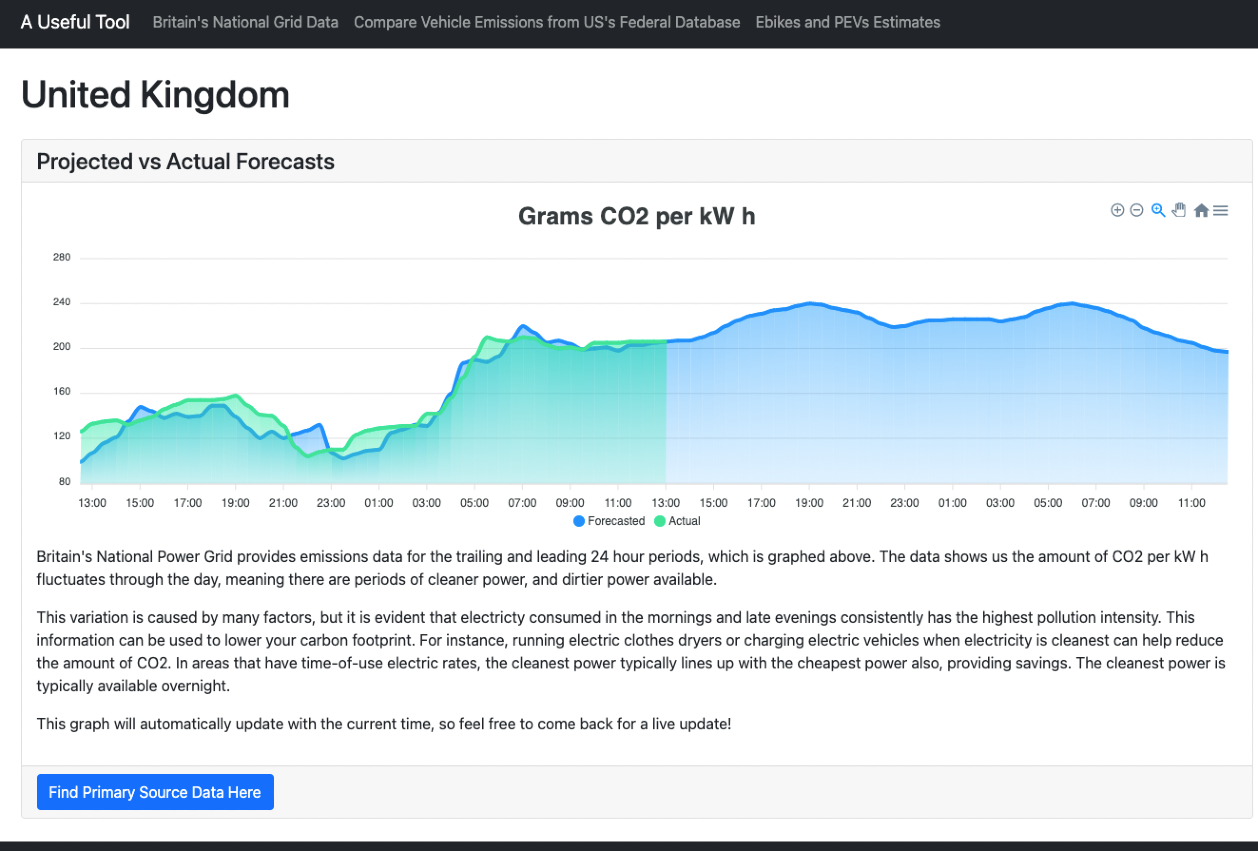 A Useful Tool Britain's National Grid Data Compare Vehicle Emissions from US's Federal Database Ebikes and PEVs Estimates
United Kingdom
Projected vs Actual Forecasts
Grams CO2 per kW h
280
240
200
160
120
80
13:00 15:00 17:00 19:00 21:00 23:00 01:00 03:00 05:00 07:00 09:00 11:00 13:00 15:00 17:00 19:00 21:00 23:00 01:00 03:00 05:00 07:00 09:00 11:00
Forecasted Actual
Britain's National Power Grid provides emissions data for the trailing and leading 24 hour periods, which is graphed above. The data shows us the amount of CO2 per kW h
fluctuates through the day, meaning there are periods of cleaner power, and dirtier power available.
This variation is caused by many factors, but it is evident that electricty consumed in the mornings and late evenings consistently has the highest pollution intensity. This
information can be used to lower your carbon footprint. For instance, running electric clothes dryers or charging electric vehicles when electricity is cleanest can help reduce
the amount of CO2. In areas that have time-of-use electric rates, the cleanest power typically lines up with the cheapest power also, providing savings. The cleanest power is
typically available overnight.
This graph will automatically update with the current time, so feel free to come back for a live update!
Find Primary Source Data Here